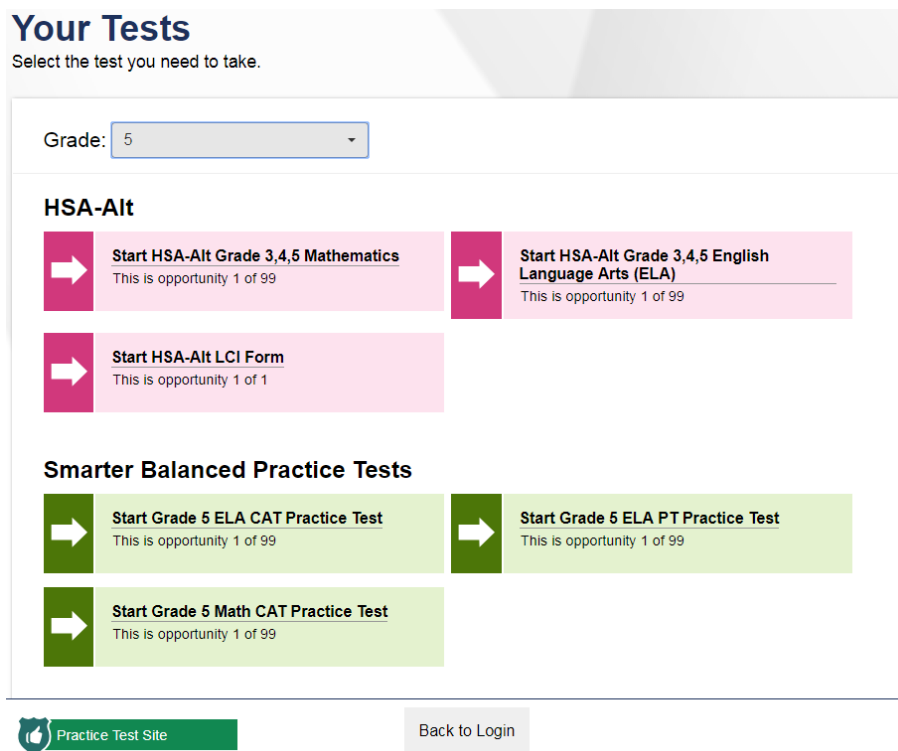 Your Tests
Select the test you need to take.
Grade: 5
HSA-Alt
Start HSA-Alt Grade 3,4,5 Mathematics
This is opportunity 1 of 99
Start HSA-Alt Grade 3,4,5 English
Language Arts (ELA)
This is opportunity 1 of 99
Start HSA-Alt LCI Form
This is opportunity 1 of 1
Smarter Balanced Practice Tests
Start Grade 5 ELA CAT Practice Test
This is opportunity 1 of 99
Start Grade 5 ELA PT Practice Test
This is opportunity 1 of 99
Start Grade 5 Math CAT Practice Test
This is opportunity 1 of 99
Practice Test Site
Back to Login